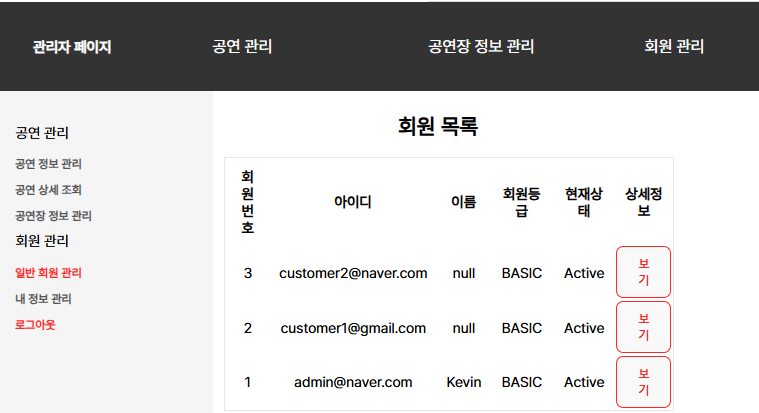 관리자 페이지 공연 관리 공연장 정보 관리 회원 관리
공연 관리
공연 정보 관리
공연 상세 조회
공연장 정보 관리
회원 관리
일반 회원 관리
내 정보 관리
로그아웃
회원 목록
회
원
번
호
아이디
이름
회원등
급
현재상
태
상세정
보
3 customer2@naver.com null BASIC Active 보
기
2 customer1@gmail.com null BASIC Active 보
기
1 admin@naver.com Kevin BASIC Active 보
기